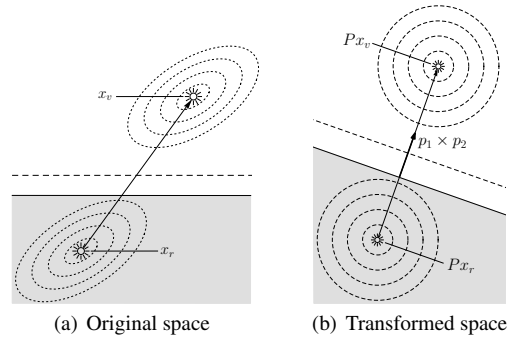 x_v
x_r
Px_v
p_1 × p_2
Px_r
(a) Original space
(b) Transformed space